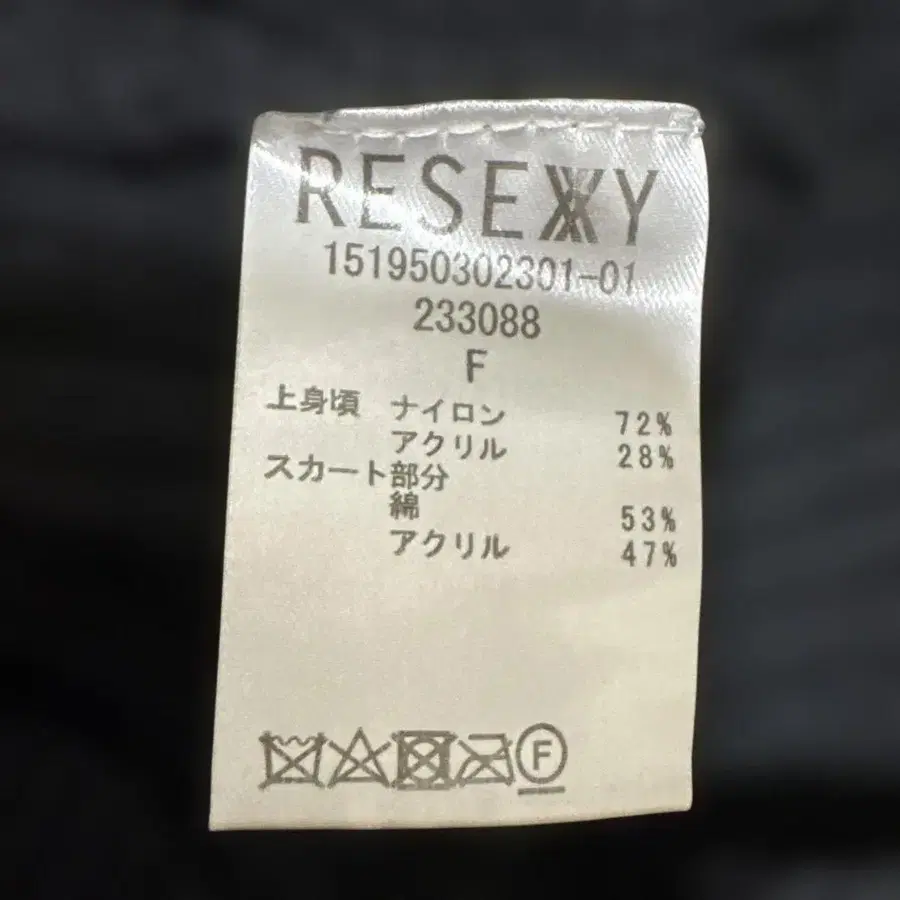 RESEXXY
151950302301-01
233088
F
上身頃 ナイロン 72%
アクリル 28%
スカート部分
綿 53%
アクリル 47%
F